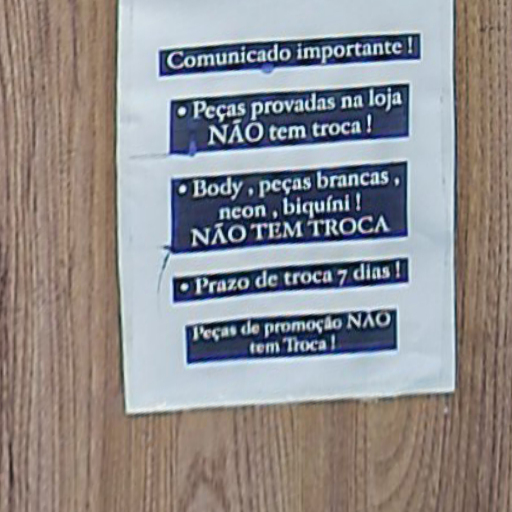 Comunicado importante !
• Peças provadas na loja
NÃO tem troca !
• Body , peças brancas ,
neon , biquíni !
NÃO TEM TROCA
• Prazo de troca 7 dias !
Peças de promoção NÃO
tem Troca !